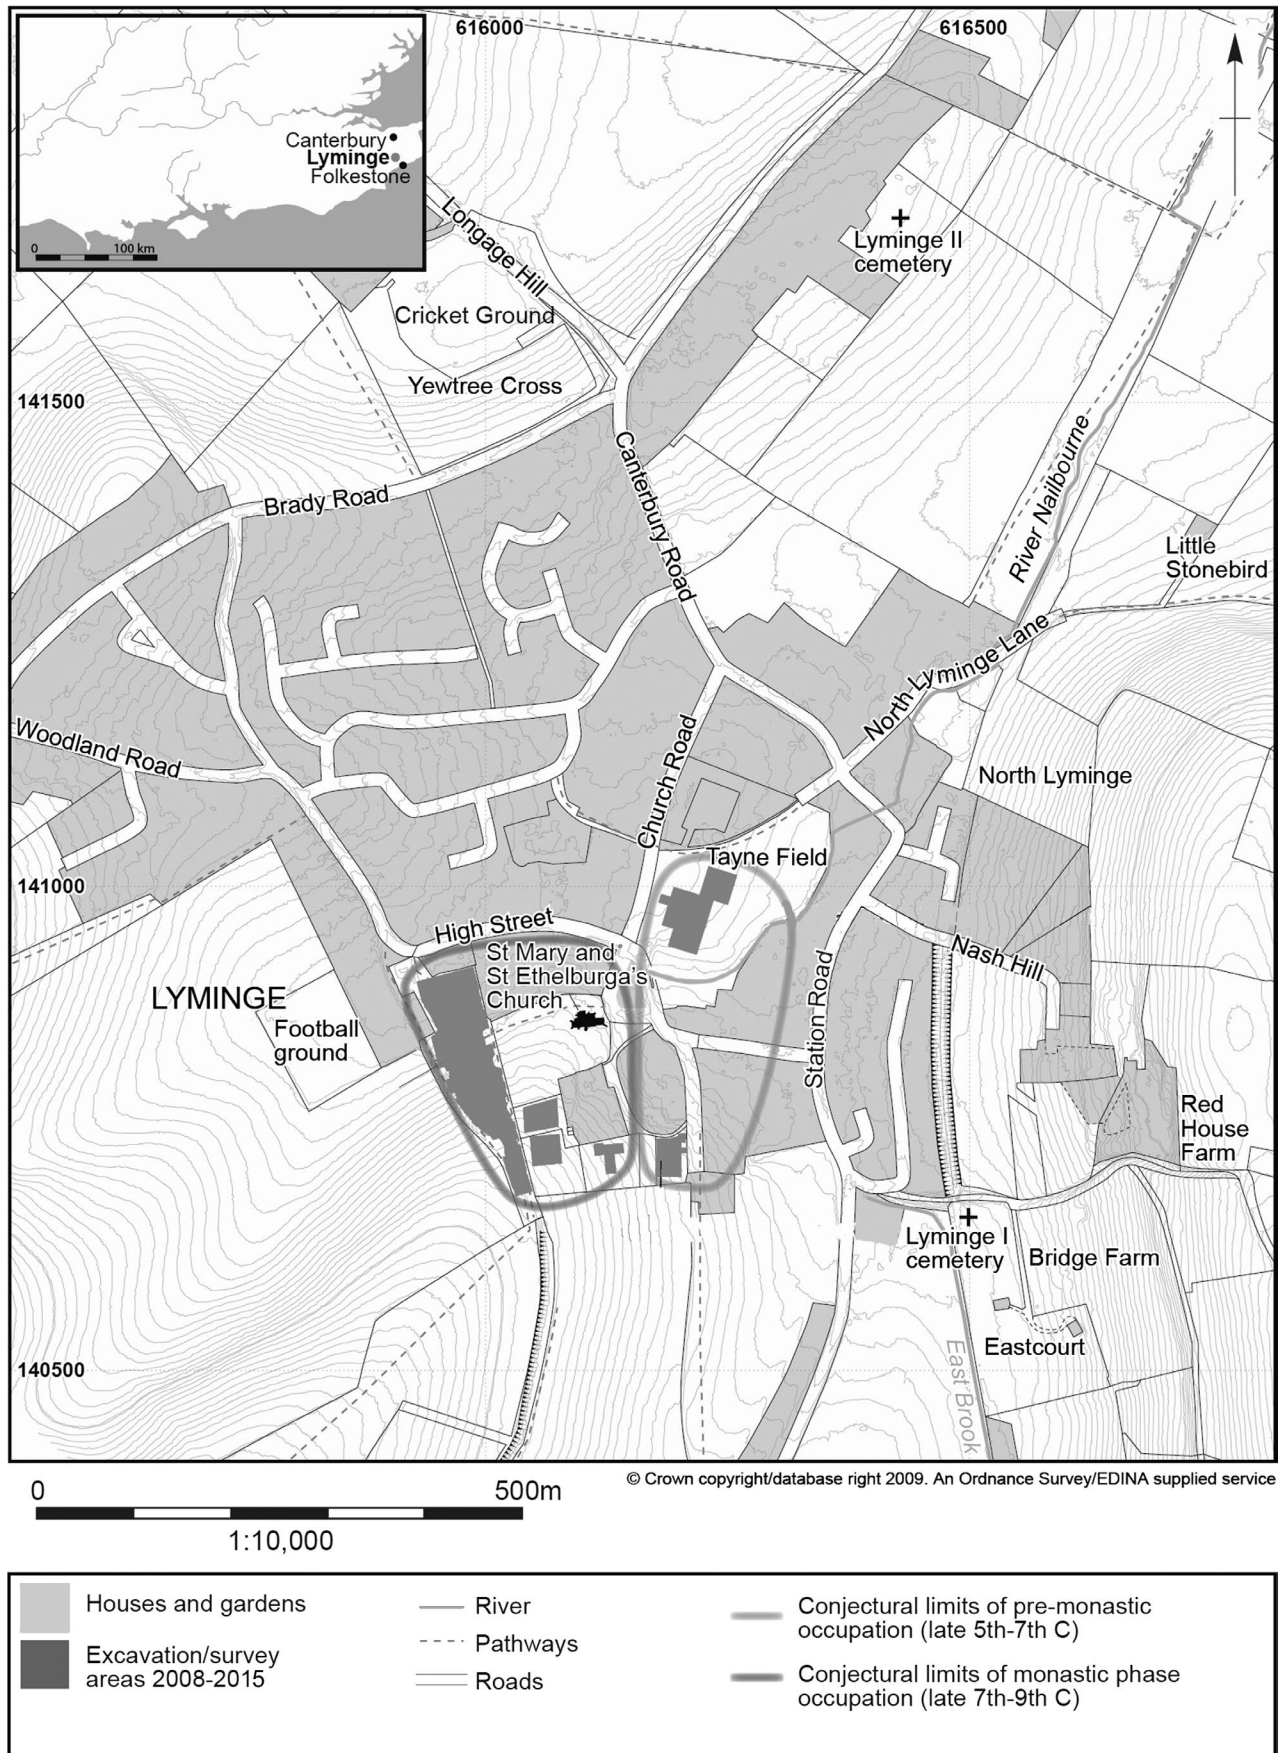 616000
616500
Canterbury
Lyminge
Folkestone
0
100 km
Longage Hill
Lyminge II
cemetery
Cricket Ground
Yewtree Cross
141500
Canterbury Road
River Nailbourne
Brady Road
Little
Stonebird
North Lyminge Lane
Woodland Road
Church Road
North Lyminge
Tayne Field
141000
High Street
St Mary and
St Ethelburga's
Church
Nash Hill
LYMINGE
Football
ground
Station Road
Red
House
Farm
Lyminge I
cemetery
Bridge Farm
Eastcourt
East Brook
140500
© Crown copyright/database right 2009. An Ordnance Survey/EDINA supplied service
0
500m
1:10,000
Houses and gardens
Excavation/survey
areas 2008-2015
River
Pathways
Roads
Conjectural limits of pre-monastic
occupation (late 5th-7th C)
Conjectural limits of monastic phase
occupation (late 7th-9th C)